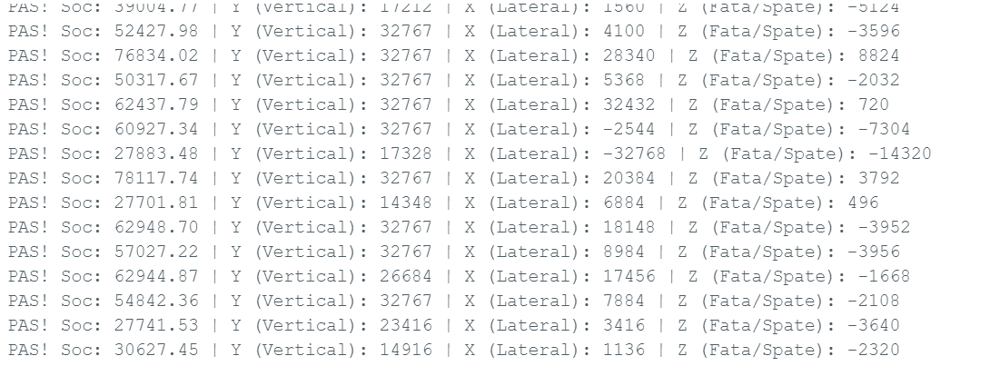 PAS! Soc: 39004.77 | Y (Vertical): 17212 | X (Lateral): 1560 | Z (Fata/Spate): -5124
PAS! Soc: 52427.98 | Y (Vertical): 32767 | X (Lateral): 4100 | Z (Fata/Spate): -3596
PAS! Soc: 76834.02 | Y (Vertical): 32767 | X (Lateral): 28340 | Z (Fata/Spate): 8824
PAS! Soc: 50317.67 | Y (Vertical): 32767 | X (Lateral): 5368 | Z (Fata/Spate): -2032
PAS! Soc: 62437.79 | Y (Vertical): 32767 | X (Lateral): 32432 | Z (Fata/Spate): 720
PAS! Soc: 60927.34 | Y (Vertical): 32767 | X (Lateral): -2544 | Z (Fata/Spate): -7304
PAS! Soc: 27883.48 | Y (Vertical): 17328 | X (Lateral): -32768 | Z (Fata/Spate): -14320
PAS! Soc: 78117.74 | Y (Vertical): 32767 | X (Lateral): 20384 | Z (Fata/Spate): 3792
PAS! Soc: 27701.81 | Y (Vertical): 14348 | X (Lateral): 6884 | Z (Fata/Spate): 496
PAS! Soc: 62948.70 | Y (Vertical): 32767 | X (Lateral): 18148 | Z (Fata/Spate): -3952
PAS! Soc: 57027.22 | Y (Vertical): 32767 | X (Lateral): 8984 | Z (Fata/Spate): -3956
PAS! Soc: 62944.87 | Y (Vertical): 26684 | X (Lateral): 17456 | Z (Fata/Spate): -1668
PAS! Soc: 54842.36 | Y (Vertical): 32767 | X (Lateral): 7884 | Z (Fata/Spate): -2108
PAS! Soc: 27741.53 | Y (Vertical): 23416 | X (Lateral): 3416 | Z (Fata/Spate): -3640
PAS! Soc: 30627.45 | Y (Vertical): 14916 | X (Lateral): 1136 | Z (Fata/Spate): -2320